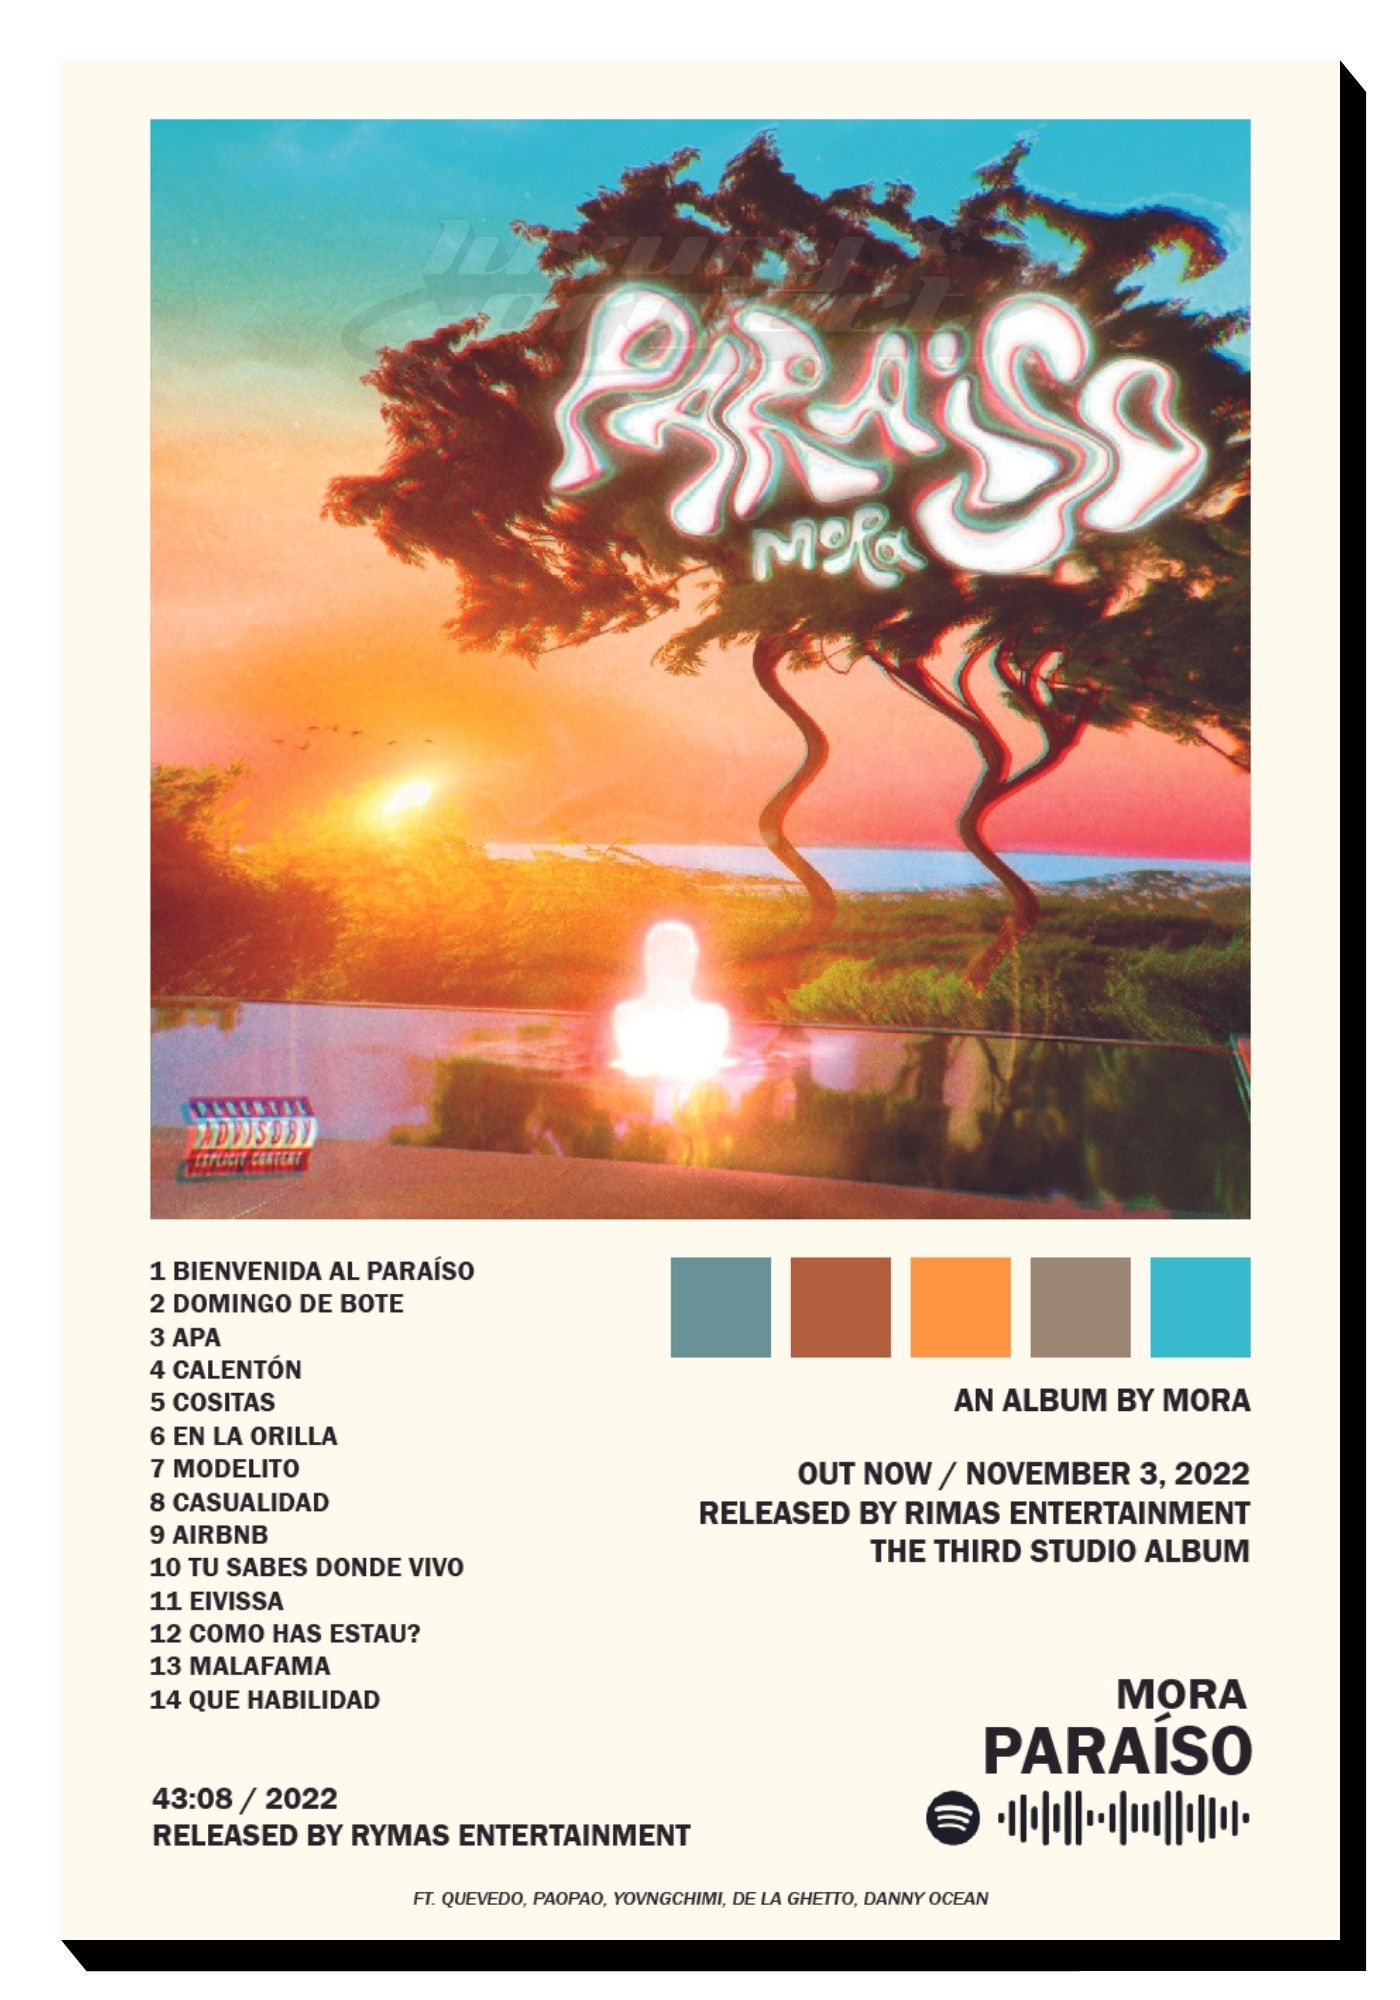 luxury
PARAiSO
MORA
PARENTAL
ADVISORY
EXPLICIT CONTENT
1 BIENVENIDA AL PARAÍSO
2 DOMINGO DE BOTE
3 APA
4 CALENTÓN
5 COSITAS
6 EN LA ORILLA
7 MODELITO
8 CASUALIDAD
9 AIRBNB
10 TU SABES DONDE VIVO
11 EIVISSA
12 COMO HAS ESTAU?
13 MALAFAMA
14 QUE HABILIDAD
AN ALBUM BY MORA
OUT NOW / NOVEMBER 3, 2022
RELEASED BY RIMAS ENTERTAINMENT
THE THIRD STUDIO ALBUM
MORA
PARAÍSO
43:08 / 2022
RELEASED BY RYMAS ENTERTAINMENT
FT. QUEVEDO, PAOPAO, YOVNGCHIMI, DE LA GHETTO, DANNY OCEAN